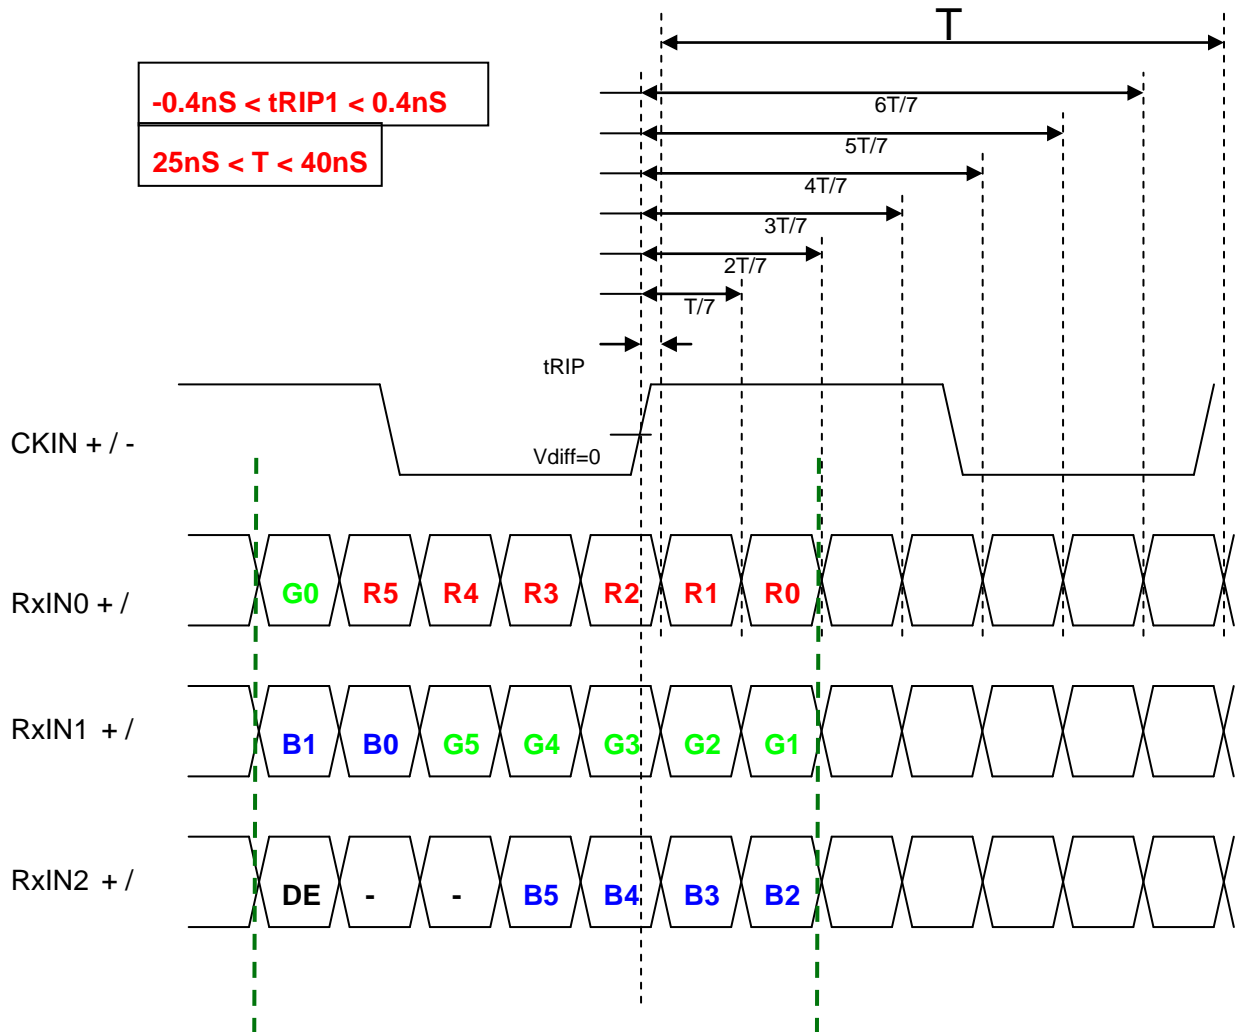 T
-0.4nS < tRIP1 < 0.4nS
25nS < T < 40nS
6T/7
5T/7
4T/7
3T/7
2T/7
T/7
tRIP
CKIN + / -
Vdiff=0
RxIN0 + /
G0 R5 R4 R3 R2 R1 R0
RxIN1 + /
B1 B0 G5 G4 G3 G2 G1
RxIN2 + /
DE - - B5 B4 B3 B2